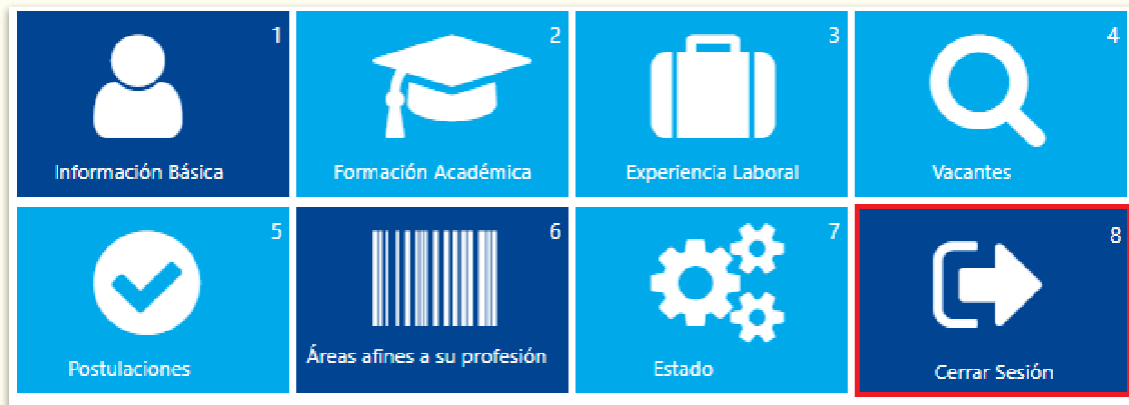 1
Información Básica
2
Formación Académica
3
Experiencia Laboral
4
Vacantes
5
Postulaciones
6
Áreas afines a su profesión
7
Estado
8
Cerrar Sesión